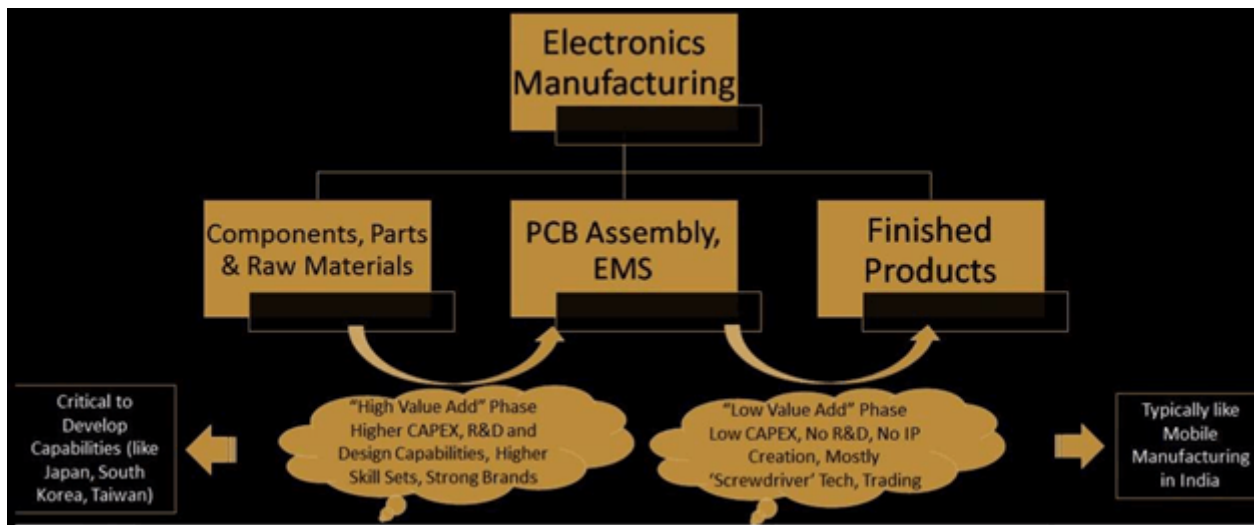 Electronics
Manufacturing
Components, Parts
& Raw Materials
PCB Assembly,
EMS
Finished
Products
Critical to
Develop
Capabilities (like
Japan, South
Korea, Taiwan)
“High Value Add” Phase
Higher CAPEX, R&D and
Design Capabilities, Higher
Skill Sets, Strong Brands
“Low Value Add” Phase
Low CAPEX, No R&D, No IP
Creation, Mostly
‘Screwdriver’ Tech, Trading
Typically like
Mobile
Manufacturing
in India